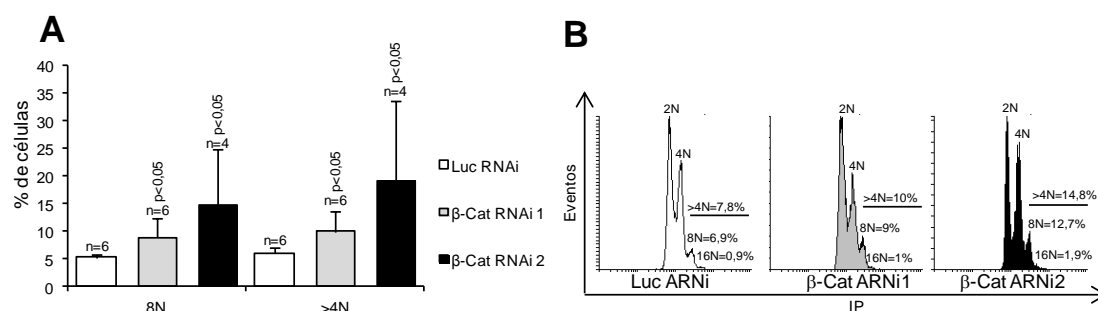 A
% de células
40
35
30
25
20
15
10
5
0
n=6
n=6 p<0,05
n=4 p<0,05
n=6
n=6 p<0,05
n=4 p<0,05
8N
>4N
Luc RNAi
β-Cat RNAi 1
β-Cat RNAi 2
B
Eventos
2N
4N
>4N=7,8%
8N=6,9%
16N=0,9%
Luc ARNi
2N
4N
>4N=10%
8N=9%
16N=1%
β-Cat ARNi1
2N
4N
>4N=14,8%
8N=12,7%
16N=1,9%
β-Cat ARNi2
IP